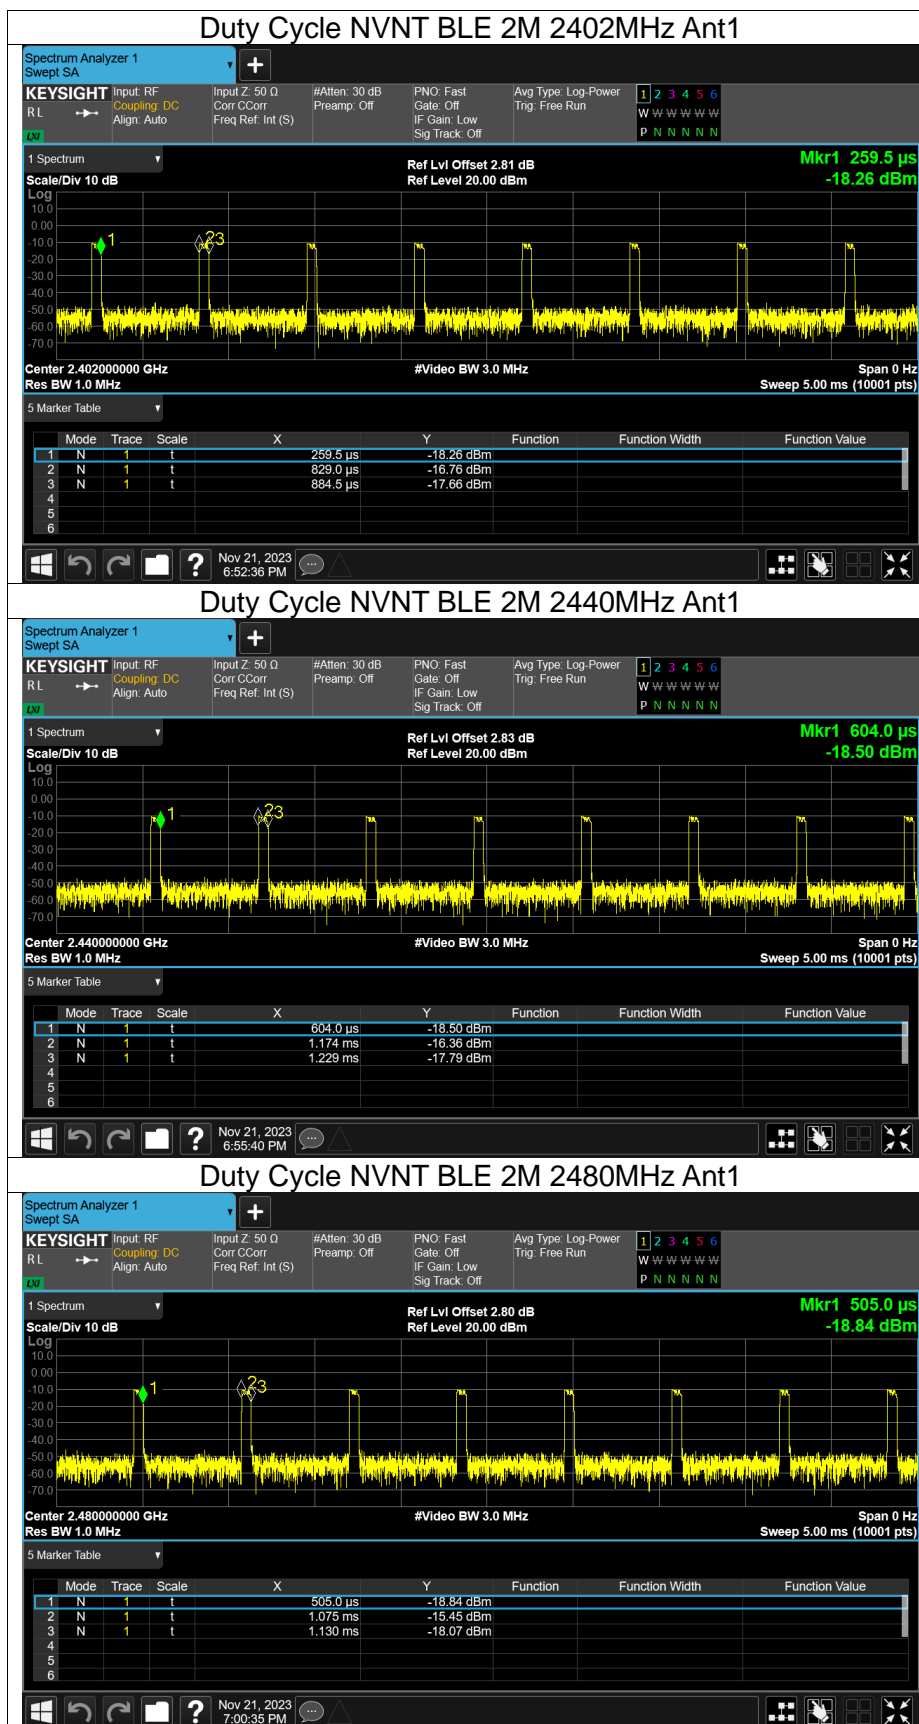 Duty Cycle NVNT BLE 2M 2402MHz Ant1
Spectrum Analyzer 1
Swept SA
KEYSIGHT Input: RF Input Z: 50 Ω #Atten: 30 dB PNO: Fast Avg Type: Log-Power 1 2 3 4 5 6
R L Coupling: DC Corr CCorr Preamp: Off Gate: Off Trig: Free Run W W W W W W
Align: Auto Freq Ref: Int (S) IF Gain: Low P N N N N N
LXI Sig Track: Off
1 Spectrum Ref Lvl Offset 2.81 dB Mkr1 259.5 µs
Scale/Div 10 dB Ref Level 20.00 dBm -18.26 dBm
Log
10.0
0.00
-10.0
1 2 3
-20.0
-30.0
-40.0
-50.0
-60.0
-70.0
Center 2.402000000 GHz #Video BW 3.0 MHz Span 0 Hz
Res BW 1.0 MHz Sweep 5.00 ms (10001 pts)
5 Marker Table
Mode Trace Scale X Y Function Function Width Function Value
1 N 1 t 259.5 µs -18.26 dBm
2 N 1 t 829.0 µs -16.76 dBm
3 N 1 t 884.5 µs -17.66 dBm
4
5
6
? Nov 21, 2023
6:52:36 PM
Duty Cycle NVNT BLE 2M 2440MHz Ant1
Spectrum Analyzer 1
Swept SA
KEYSIGHT Input: RF Input Z: 50 Ω #Atten: 30 dB PNO: Fast Avg Type: Log-Power 1 2 3 4 5 6
R L Coupling: DC Corr CCorr Preamp: Off Gate: Off Trig: Free Run W W W W W W
Align: Auto Freq Ref: Int (S) IF Gain: Low P N N N N N
LXI Sig Track: Off
1 Spectrum Ref Lvl Offset 2.83 dB Mkr1 604.0 µs
Scale/Div 10 dB Ref Level 20.00 dBm -18.50 dBm
Log
10.0
0.00
-10.0
1 2 3
-20.0
-30.0
-40.0
-50.0
-60.0
-70.0
Center 2.440000000 GHz #Video BW 3.0 MHz Span 0 Hz
Res BW 1.0 MHz Sweep 5.00 ms (10001 pts)
5 Marker Table
Mode Trace Scale X Y Function Function Width Function Value
1 N 1 t 604.0 µs -18.50 dBm
2 N 1 t 1.174 ms -16.36 dBm
3 N 1 t 1.229 ms -17.79 dBm
4
5
6
? Nov 21, 2023
6:55:40 PM
Duty Cycle NVNT BLE 2M 2480MHz Ant1
Spectrum Analyzer 1
Swept SA
KEYSIGHT Input: RF Input Z: 50 Ω #Atten: 30 dB PNO: Fast Avg Type: Log-Power 1 2 3 4 5 6
R L Coupling: DC Corr CCorr Preamp: Off Gate: Off Trig: Free Run W W W W W W
Align: Auto Freq Ref: Int (S) IF Gain: Low P N N N N N
LXI Sig Track: Off
1 Spectrum Ref Lvl Offset 2.80 dB Mkr1 505.0 µs
Scale/Div 10 dB Ref Level 20.00 dBm -18.84 dBm
Log
10.0
0.00
-10.0
1 2 3
-20.0
-30.0
-40.0
-50.0
-60.0
-70.0
Center 2.480000000 GHz #Video BW 3.0 MHz Span 0 Hz
Res BW 1.0 MHz Sweep 5.00 ms (10001 pts)
5 Marker Table
Mode Trace Scale X Y Function Function Width Function Value
1 N 1 t 505.0 µs -18.84 dBm
2 N 1 t 1.075 ms -15.45 dBm
3 N 1 t 1.130 ms -18.07 dBm
4
5
6
? Nov 21, 2023
7:00:35 PM